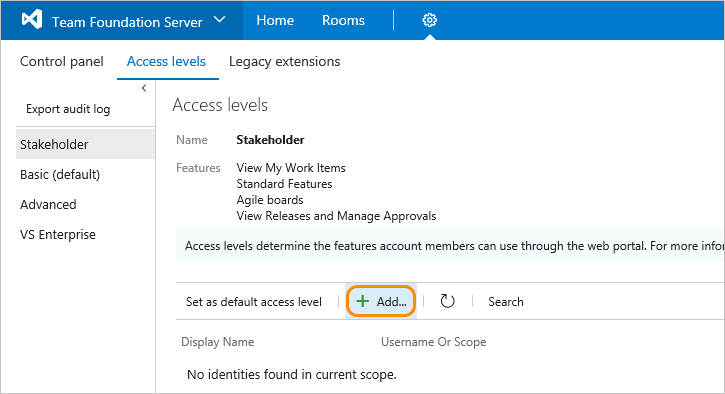 Team Foundation Server Home Rooms
Control panel Access levels Legacy extensions
Export audit log
Stakeholder
Basic (default)
Advanced
VS Enterprise
Access levels
Name Stakeholder
Features View My Work Items
Standard Features
Agile boards
View Releases and Manage Approvals
Access levels determine the features account members can use through the web portal. For more infor
Set as default access level + Add... Search
Display Name Username Or Scope
No identities found in current scope.